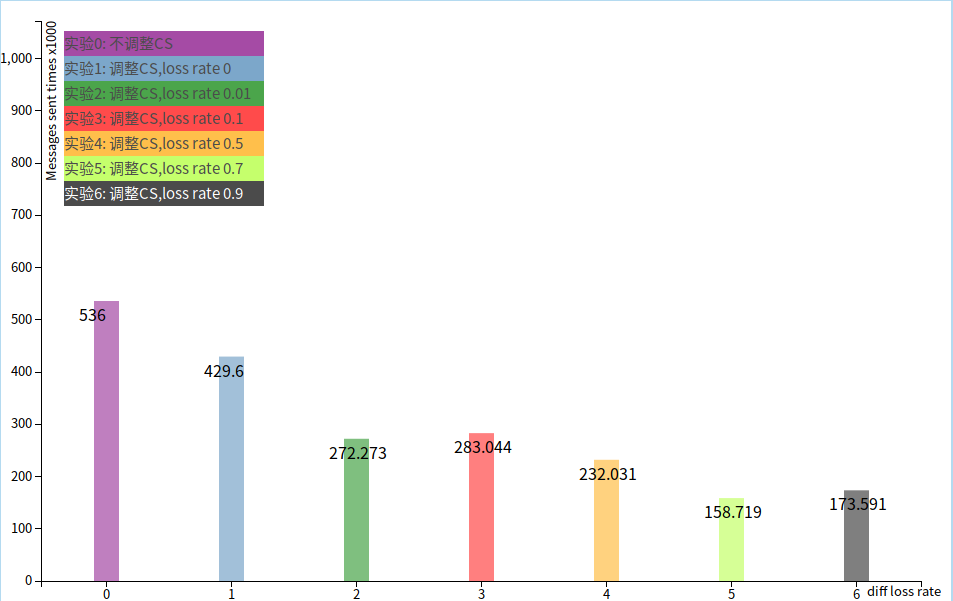 Messages sent times x1000
1,000
900
800
700
600
500
400
300
200
100
0
实验0: 不调整CS
实验1: 调整CS,loss rate 0
实验2: 调整CS,loss rate 0.01
实验3: 调整CS,loss rate 0.1
实验4: 调整CS,loss rate 0.5
实验5: 调整CS,loss rate 0.7
实验6: 调整CS,loss rate 0.9
536
429.6
272.273
283.044
232.031
158.719
173.591
0 1 2 3 4 5 6 diff loss rate